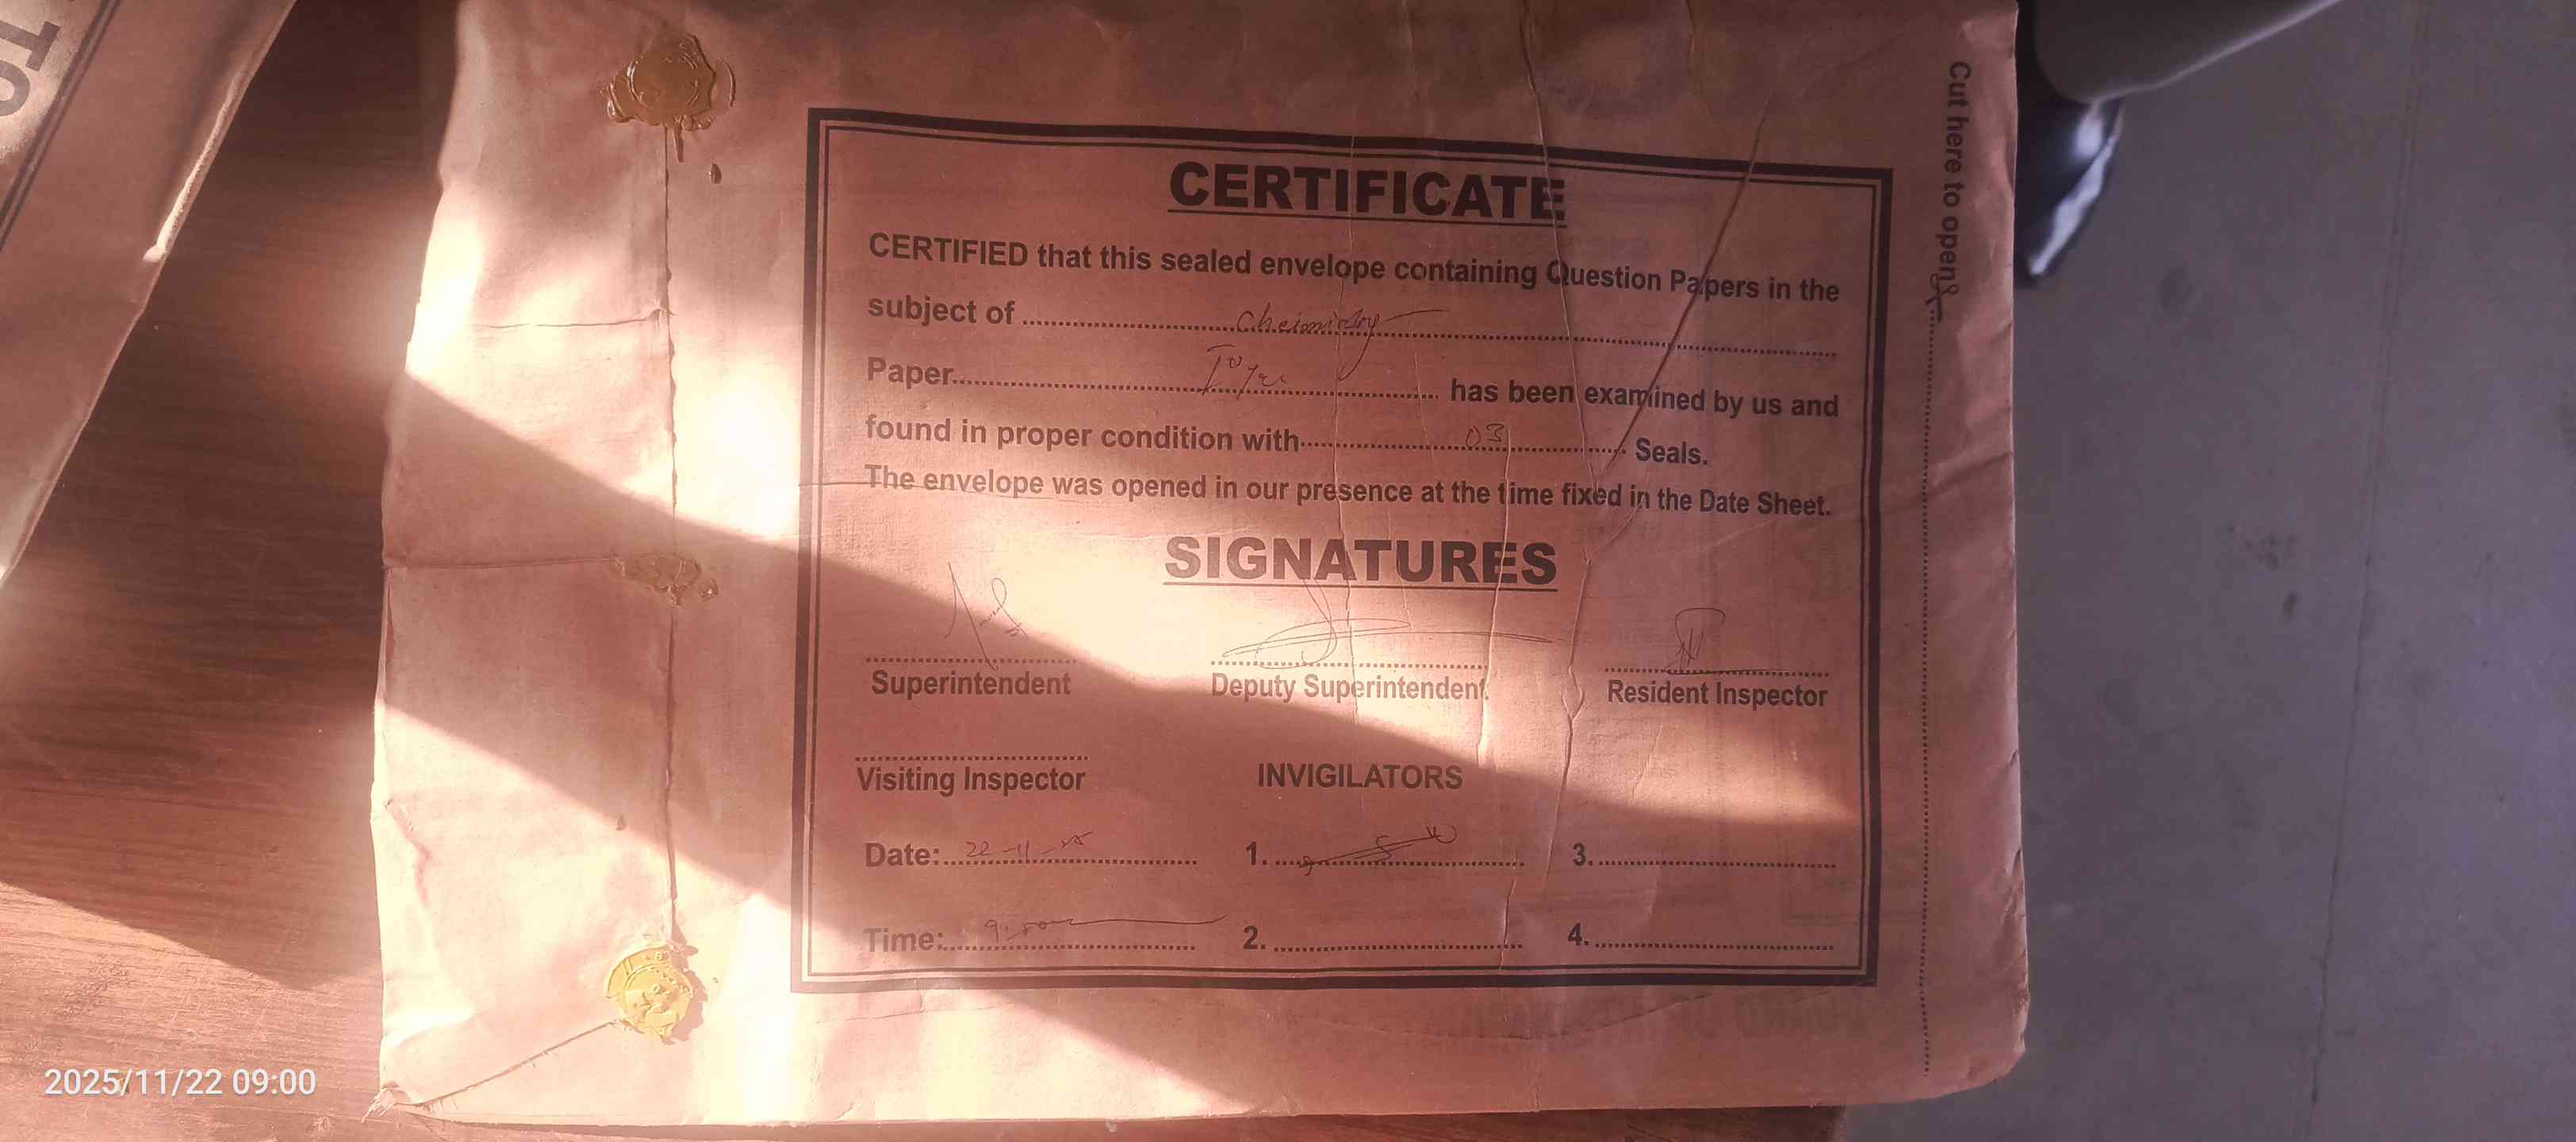 CERTIFICATE
CERTIFIED that this sealed envelope containing Question Papers in the
subject of Chemistry
Paper has been examined by us and
found in proper condition with 03 Seals.
The envelope was opened in our presence at the time fixed in the Date Sheet.
SIGNATURES
Superintendent Deputy Superintendent Resident Inspector
Visiting Inspector INVIGILATORS
Date: 22-11-25 1. 3.
Time: 2. 4.
Cut here to open
2025/11/22 09:00